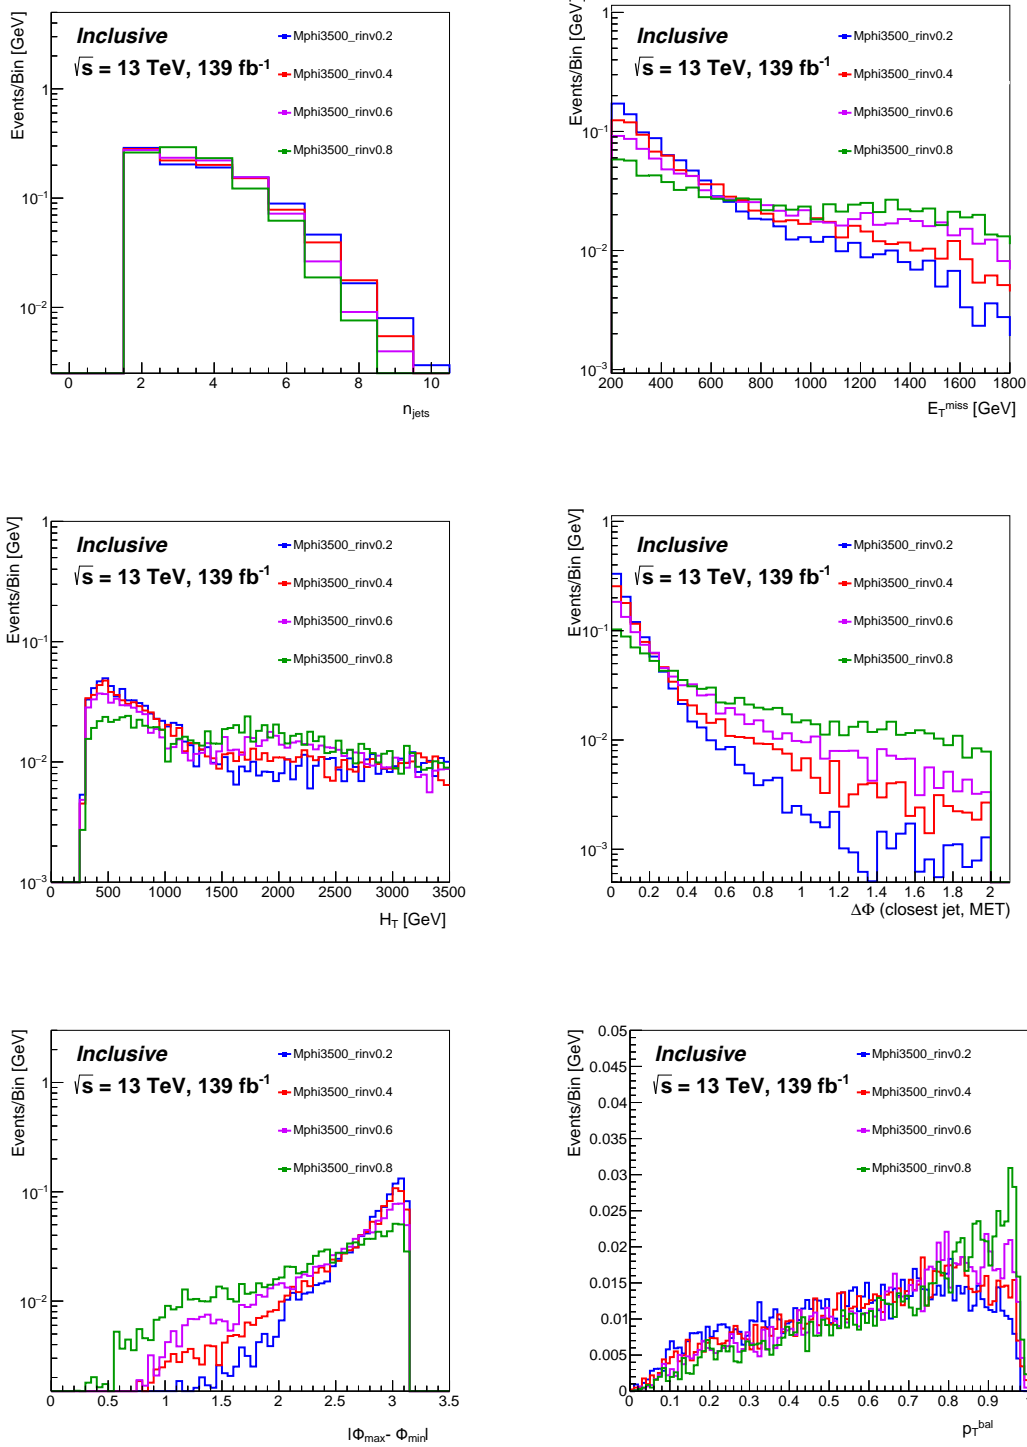 Events/Bin [GeV]
Inclusive
√s = 13 TeV, 139 fb⁻¹
Mphi3500_rinv0.2
Mphi3500_rinv0.4
Mphi3500_rinv0.6
Mphi3500_rinv0.8
1
10⁻¹
10⁻²
0 2 4 6 8 10
n_jets
Events/Bin [GeV]
Inclusive
√s = 13 TeV, 139 fb⁻¹
Mphi3500_rinv0.2
Mphi3500_rinv0.4
Mphi3500_rinv0.6
Mphi3500_rinv0.8
1
10⁻¹
10⁻²
10⁻³
200 400 600 800 1000 1200 1400 1600 1800
E_T^miss [GeV]
Events/Bin [GeV]
Inclusive
√s = 13 TeV, 139 fb⁻¹
Mphi3500_rinv0.2
Mphi3500_rinv0.4
Mphi3500_rinv0.6
Mphi3500_rinv0.8
1
10⁻¹
10⁻²
10⁻³
0 500 1000 1500 2000 2500 3000 3500
H_T [GeV]
Events/Bin [GeV]
Inclusive
√s = 13 TeV, 139 fb⁻¹
Mphi3500_rinv0.2
Mphi3500_rinv0.4
Mphi3500_rinv0.6
Mphi3500_rinv0.8
1
10⁻¹
10⁻²
10⁻³
0 0.2 0.4 0.6 0.8 1 1.2 1.4 1.6 1.8 2
ΔΦ (closest jet, MET)
Events/Bin [GeV]
Inclusive
√s = 13 TeV, 139 fb⁻¹
Mphi3500_rinv0.2
Mphi3500_rinv0.4
Mphi3500_rinv0.6
Mphi3500_rinv0.8
1
10⁻¹
10⁻²
0 0.5 1 1.5 2 2.5 3 3.5
|Φ_max- Φ_min|
Events/Bin [GeV]
Inclusive
√s = 13 TeV, 139 fb⁻¹
Mphi3500_rinv0.2
Mphi3500_rinv0.4
Mphi3500_rinv0.6
Mphi3500_rinv0.8
0.05
0.045
0.04
0.035
0.03
0.025
0.02
0.015
0.01
0.005
0
0 0.1 0.2 0.3 0.4 0.5 0.6 0.7 0.8 0.9 1
p_T^bal